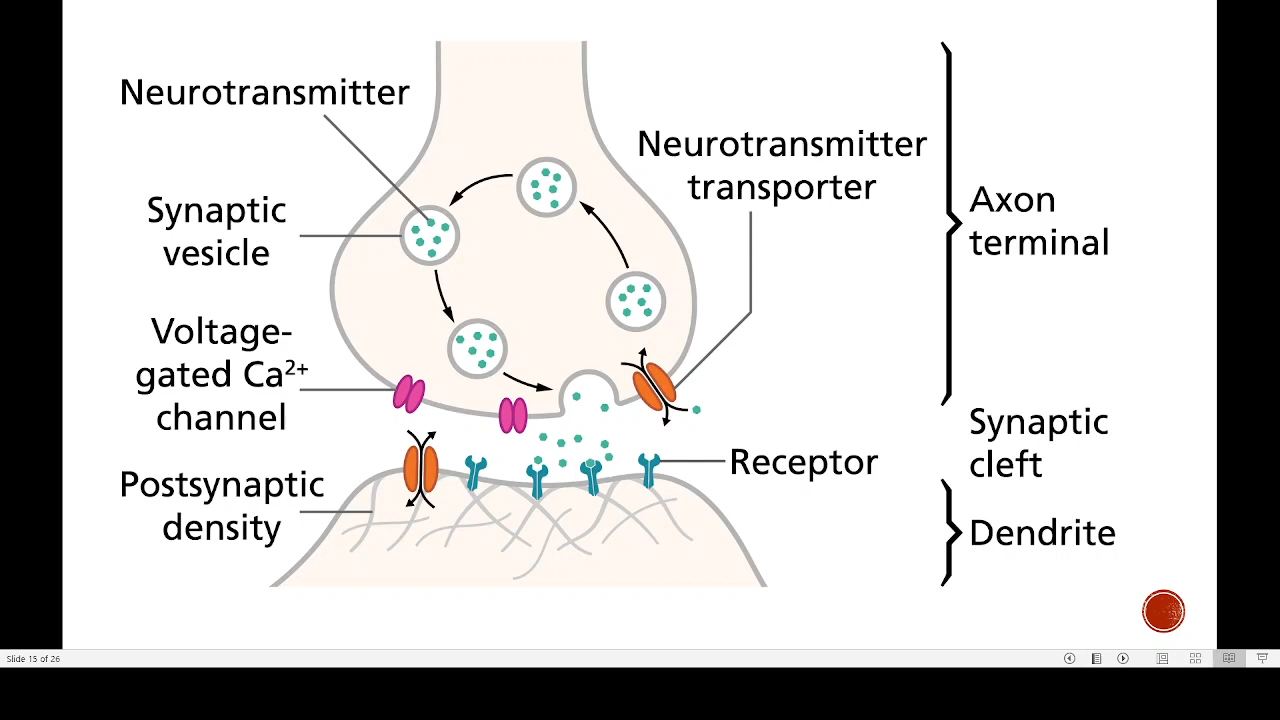 Neurotransmitter
Synaptic
vesicle
Voltage-
gated Ca²⁺
channel
Postsynaptic
density
Neurotransmitter
transporter
Receptor
Axon
terminal
Synaptic
cleft
Dendrite
Slide 15 of 26